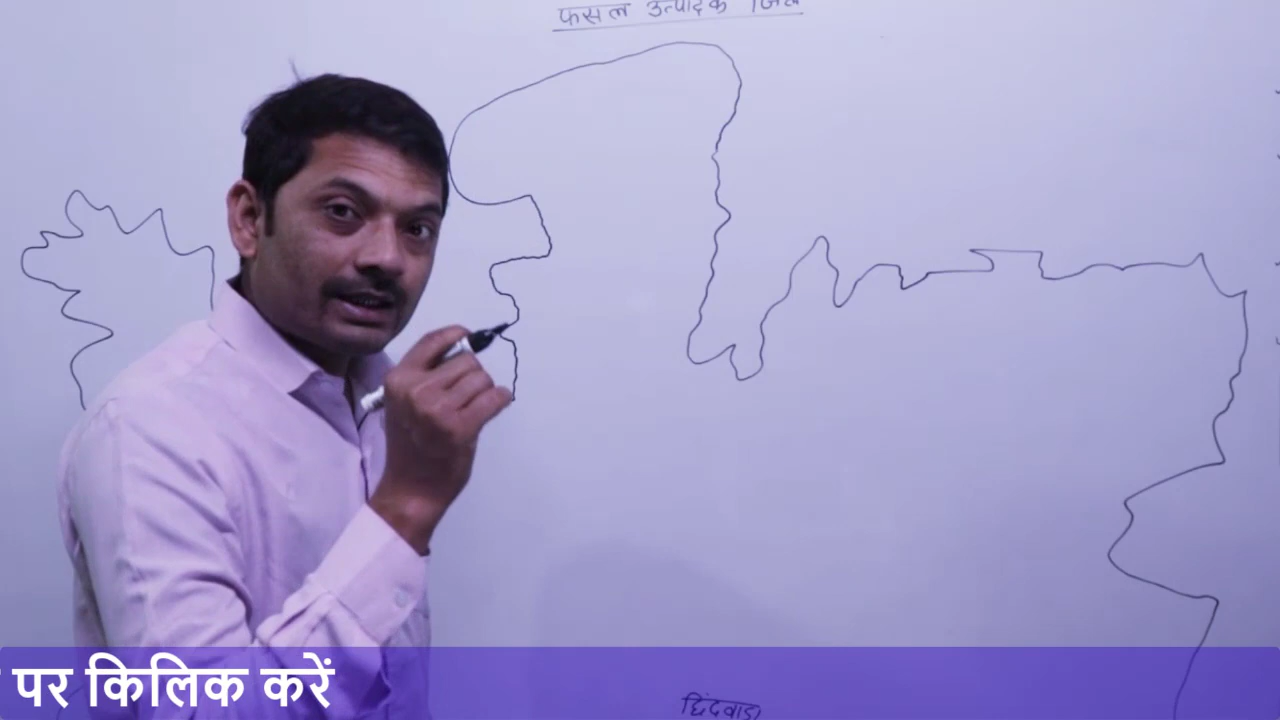 फसल उत्पादक जिले
पर किलिक करें
छिंदवाड़ा